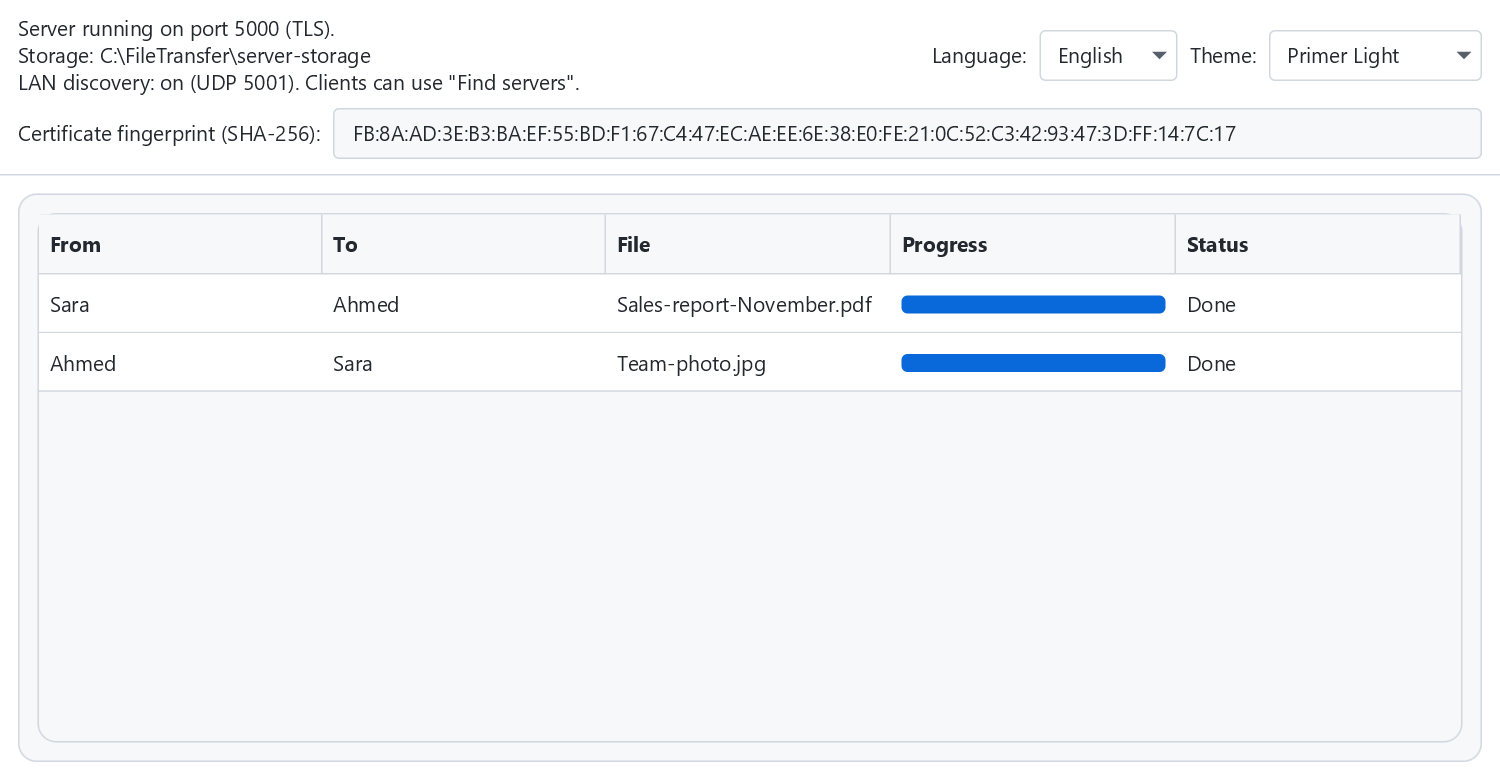 Server running on port 5000 (TLS).
Storage: C:\FileTransfer\server-storage
LAN discovery: on (UDP 5001). Clients can use "Find servers".
Language: English Theme: Primer Light
Certificate fingerprint (SHA-256): FB:8A:AD:3E:B3:BA:EF:55:BD:F1:67:C4:47:EC:AE:EE:6E:38:E0:FE:21:0C:52:C3:42:93:47:3D:FF:14:7C:17
From To File Progress Status
Sara Ahmed Sales-report-November.pdf Done
Ahmed Sara Team-photo.jpg Done